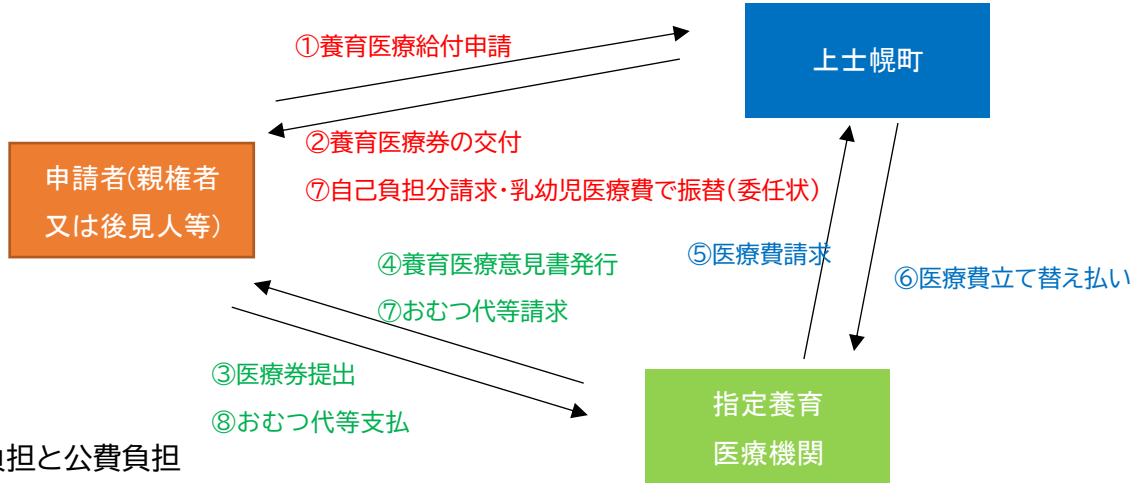 ①養育医療給付申請
上士幌町
②養育医療券の交付
申請者(親権者
又は後見人等)
⑦自己負担分請求・乳幼児医療費で振替(委任状)
④養育医療意見書発行
⑤医療費請求
⑥医療費立て替え払い
⑦おむつ代等請求
③医療券提出
⑧おむつ代等支払
指定養育
医療機関
担と公費負担